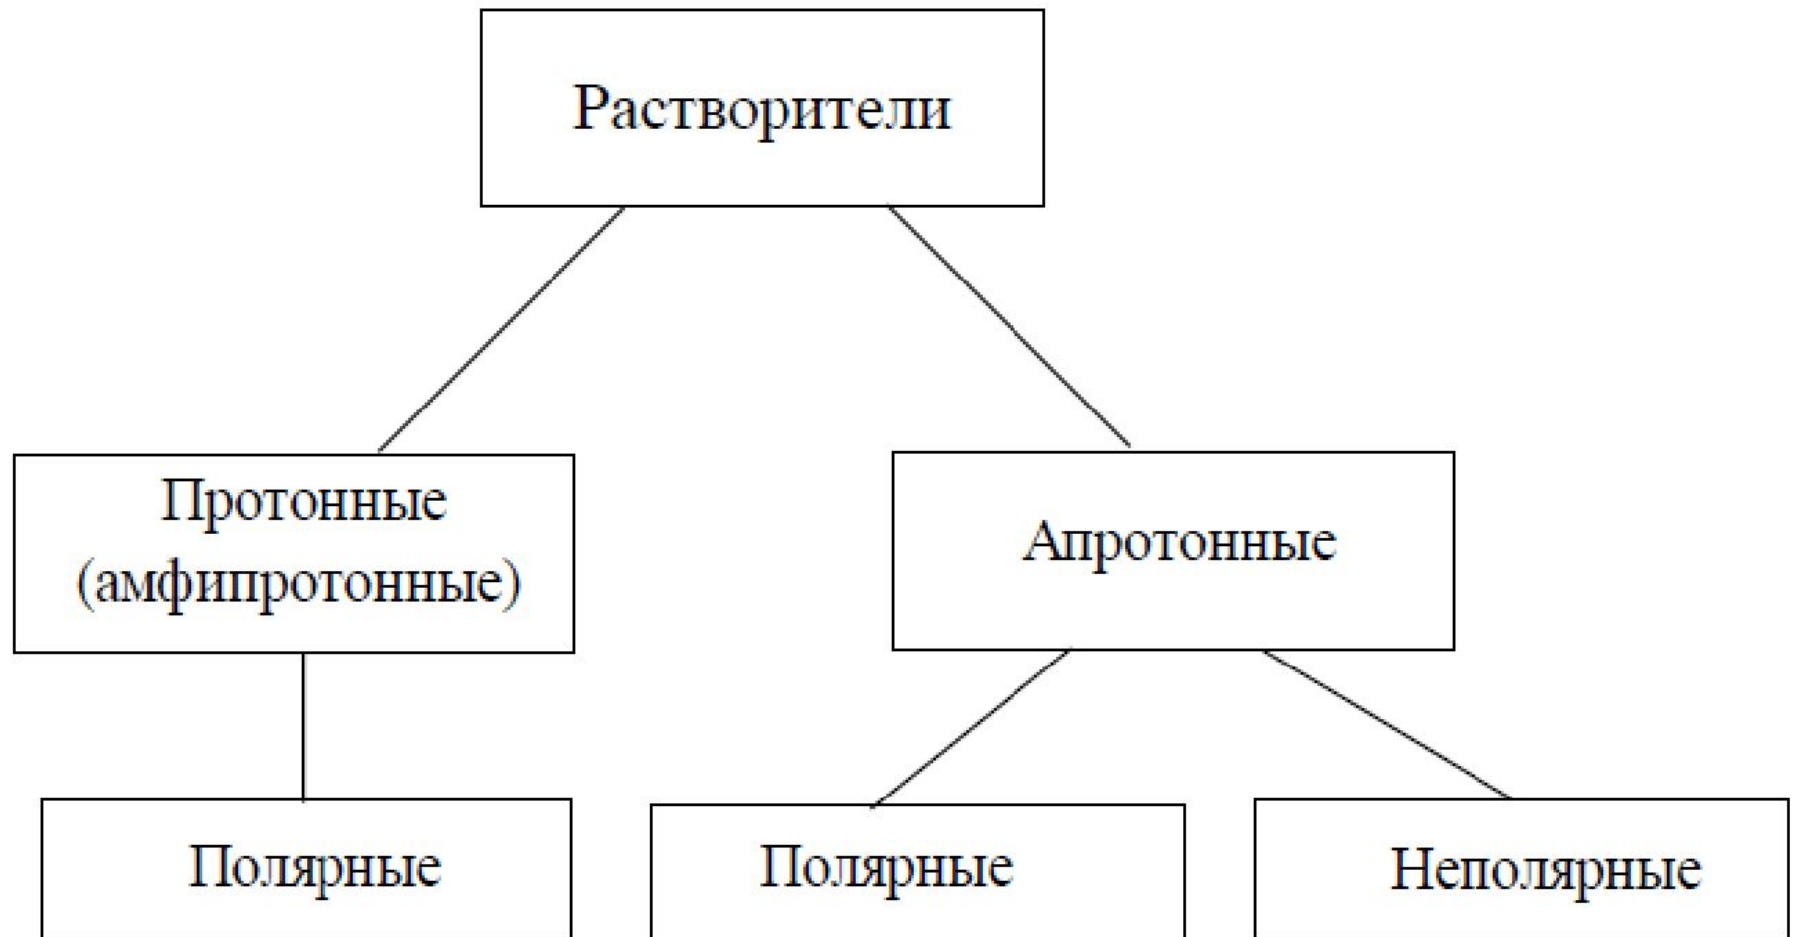 Растворители
Протонные
(амфипротонные)
Апротонные
Полярные
Полярные
Неполярные